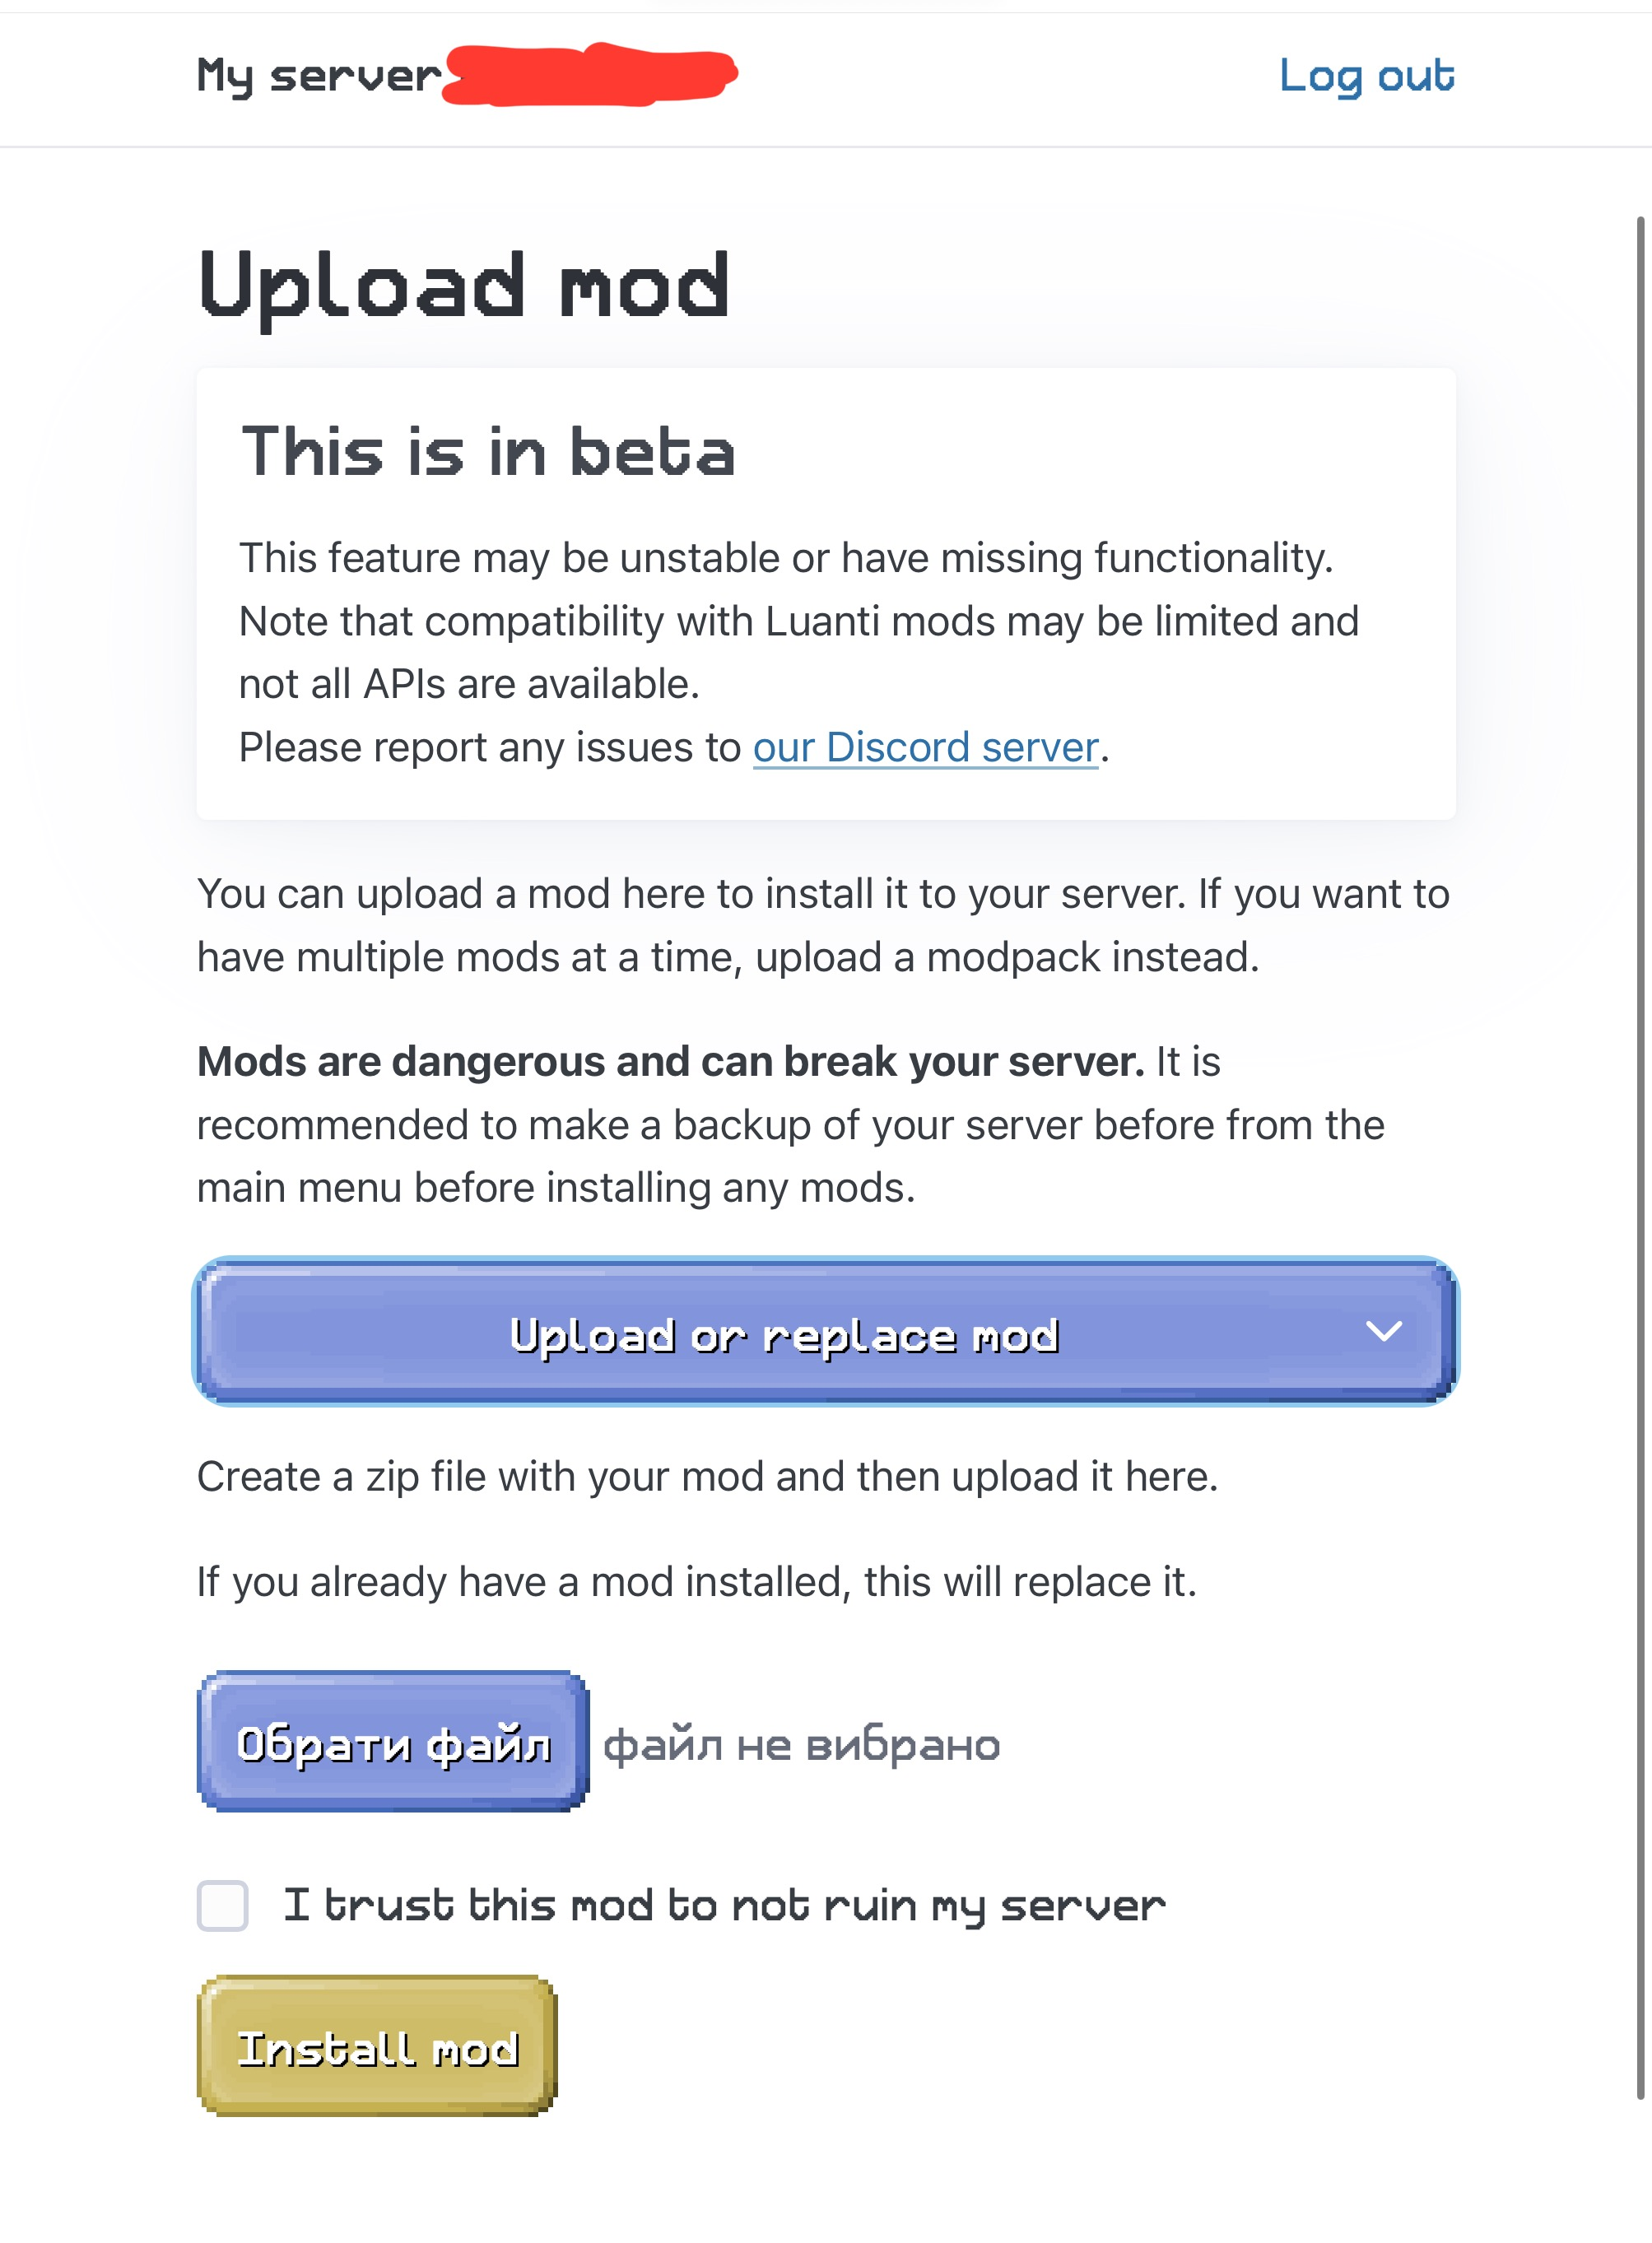 My server
Log out
Upload mod
This is in beta
This feature may be unstable or have missing functionality.
Note that compatibility with Luanti mods may be limited and
not all APIs are available.
Please report any issues to our Discord server.
You can upload a mod here to install it to your server. If you want to
have multiple mods at a time, upload a modpack instead.
Mods are dangerous and can break your server. It is
recommended to make a backup of your server before from the
main menu before installing any mods.
Upload or replace mod
Create a zip file with your mod and then upload it here.
If you already have a mod installed, this will replace it.
Обрати файл файл не вибрано
I trust this mod to not ruin my server
Install mod